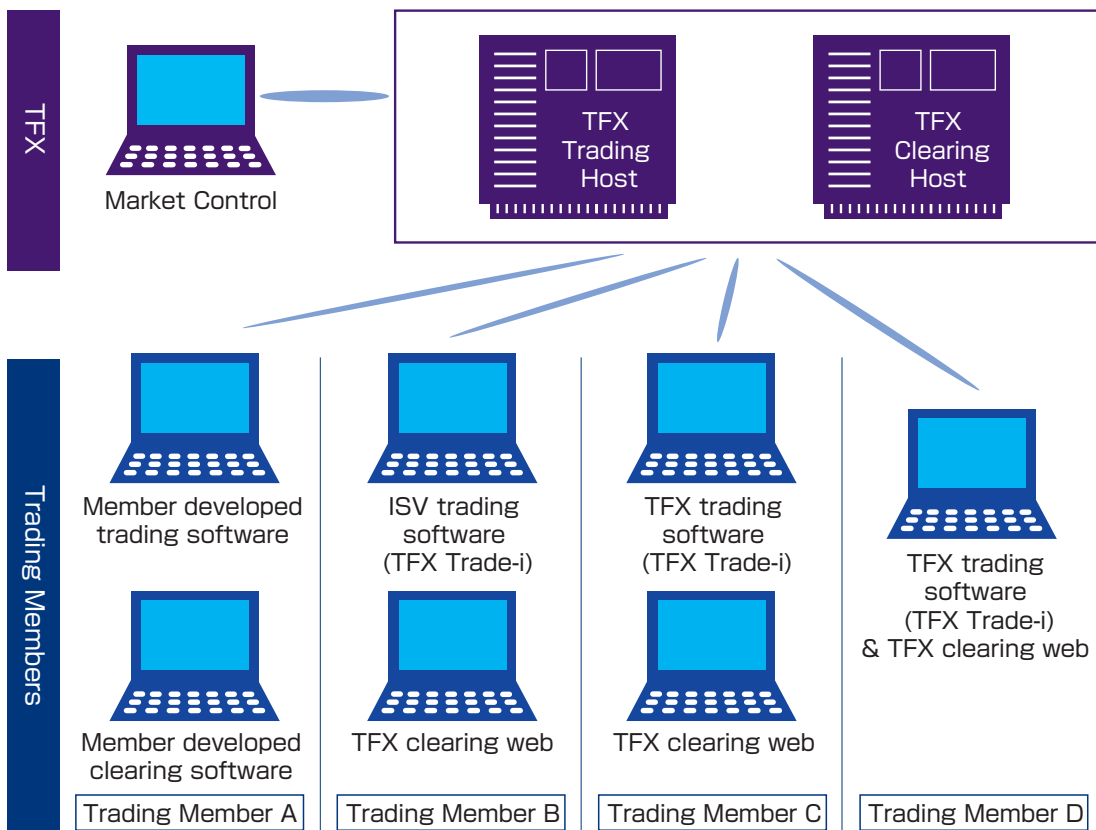 TFX
Market Control
TFX
Trading
Host
TFX
Clearing
Host
Trading Members
Member developed
trading software
ISV trading
software
(TFX Trade-i)
TFX trading
software
(TFX Trade-i)
TFX trading
software
(TFX Trade-i)
& TFX clearing web
Member developed
clearing software
TFX clearing web
TFX clearing web
Trading Member A
Trading Member B
Trading Member C
Trading Member D